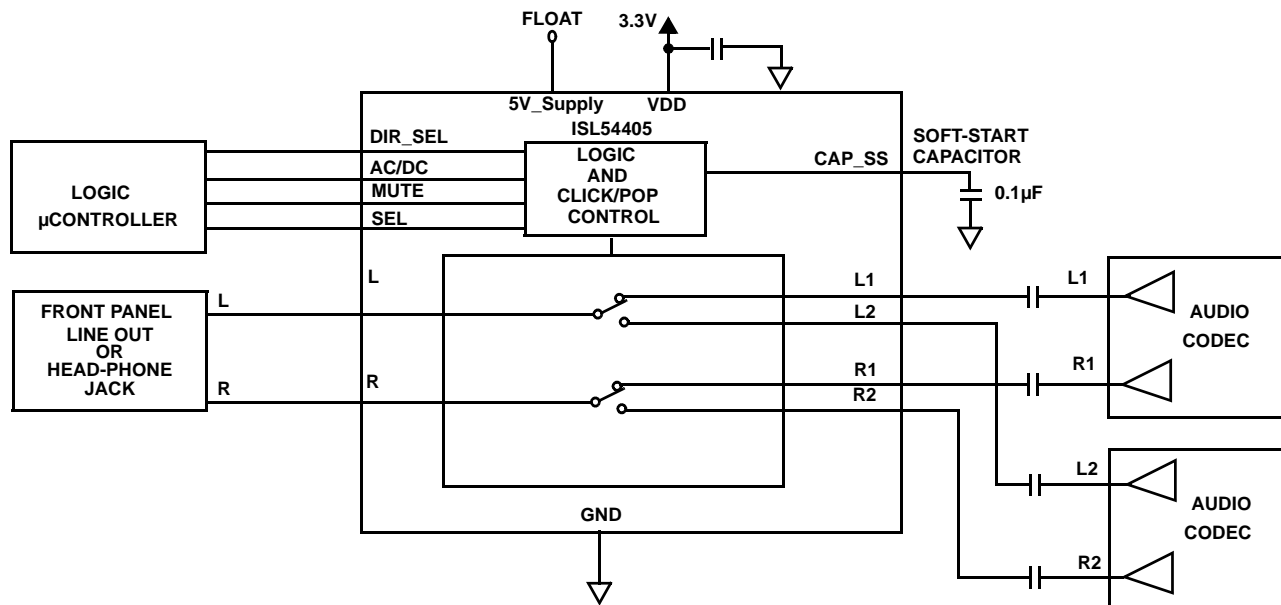 FLOAT
3.3V
5V_Supply
VDD
ISL54405
DIR_SEL
AC/DC
MUTE
SEL
LOGIC
µCONTROLLER
LOGIC
AND
CLICK/POP
CONTROL
CAP_SS
SOFT-START
CAPACITOR
0.1µF
FRONT PANEL
LINE OUT
OR
HEAD-PHONE
JACK
L
R
L
R
L1
L2
R1
R2
L1
R1
AUDIO
CODEC
L2
R2
AUDIO
CODEC
GND